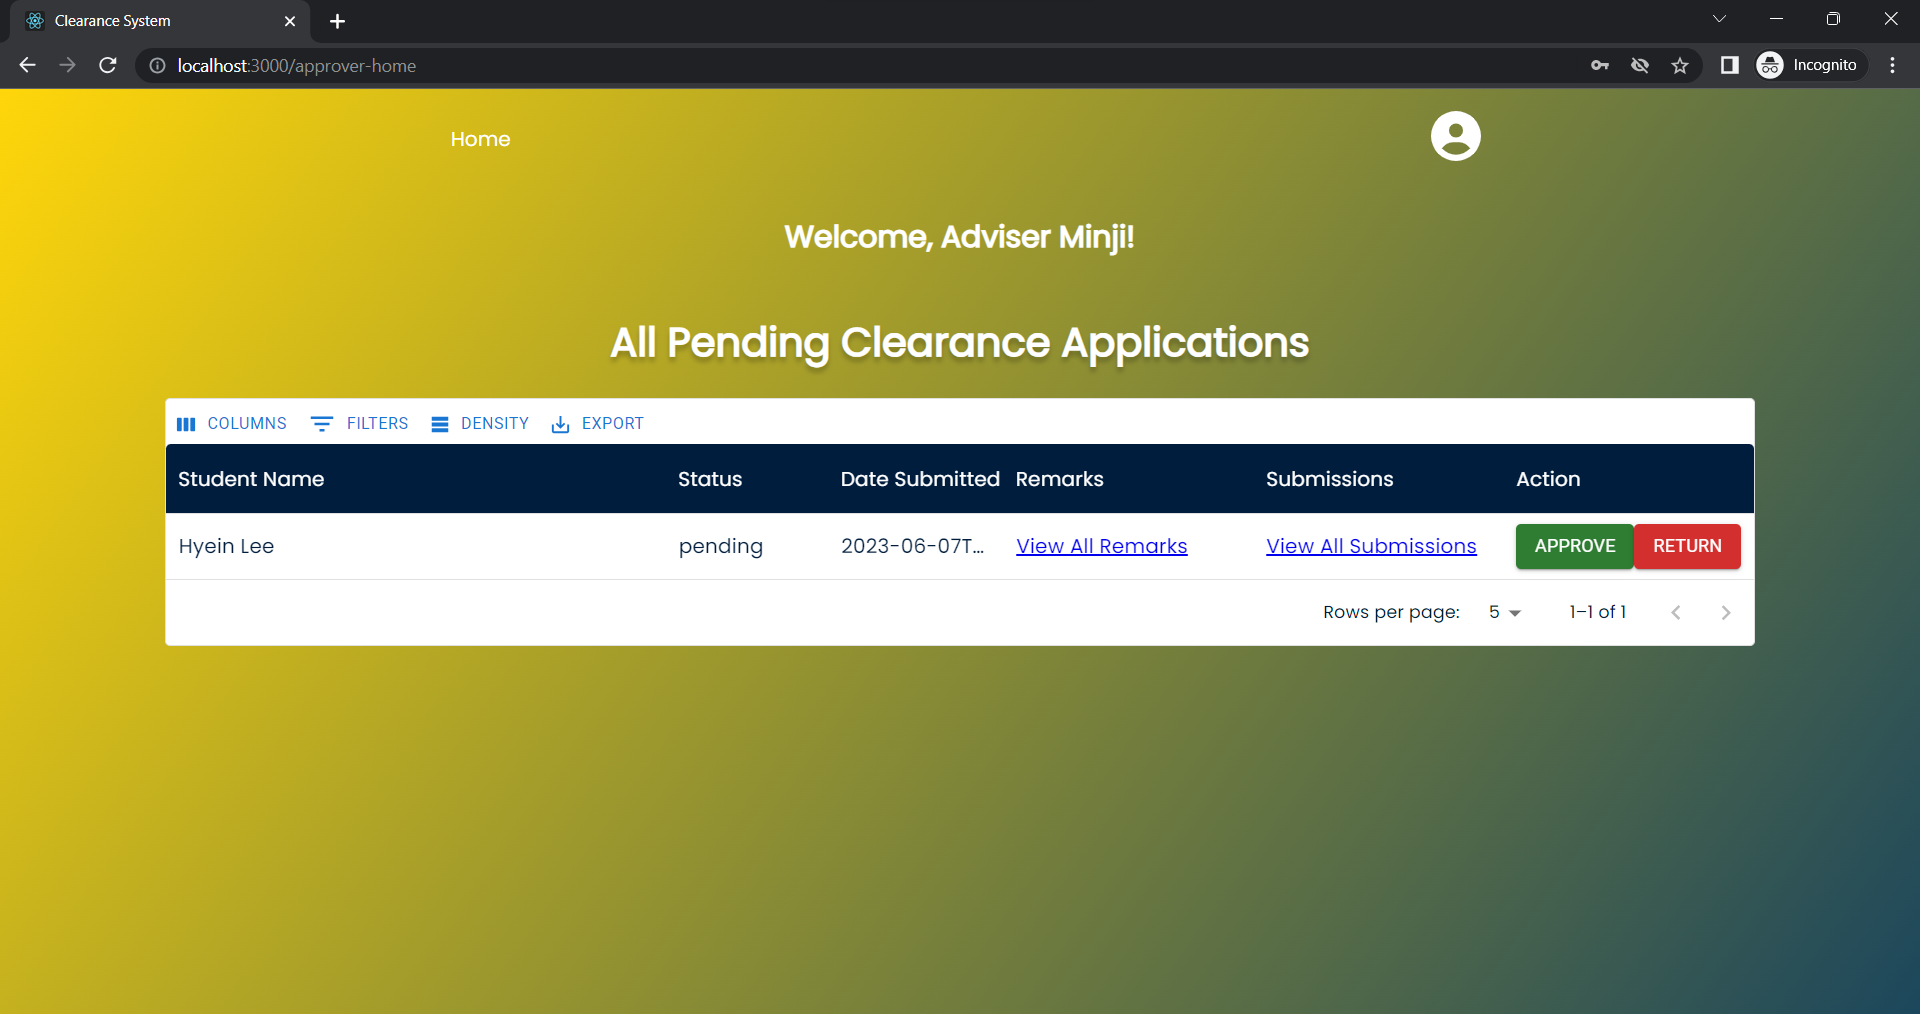 Clearance System
localhost:3000/approver-home
Incognito
Home
Welcome, Adviser Minji!
All Pending Clearance Applications
COLUMNS FILTERS DENSITY EXPORT
Student Name Status Date Submitted Remarks Submissions Action
Hyein Lee pending 2023-06-07T... View All Remarks View All Submissions APPROVE RETURN
Rows per page: 5 1-1 of 1